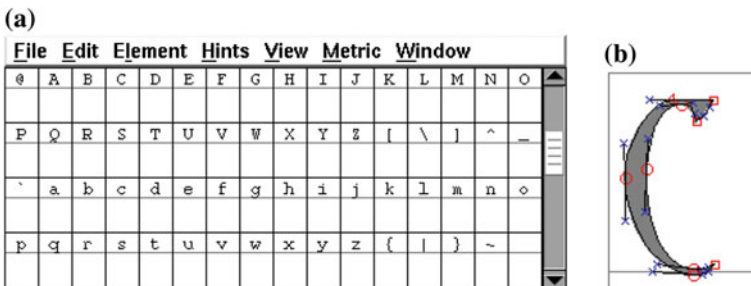 (a)
File Edit Element Hints View Metric Window
@ A B C D E F G H I J K L M N O
P Q R S T U V W X Y Z [ \ ] ^ _
` a b c d e f g h i j k l m n o
p q r s t u v w x y z { | } ~
(b)
C